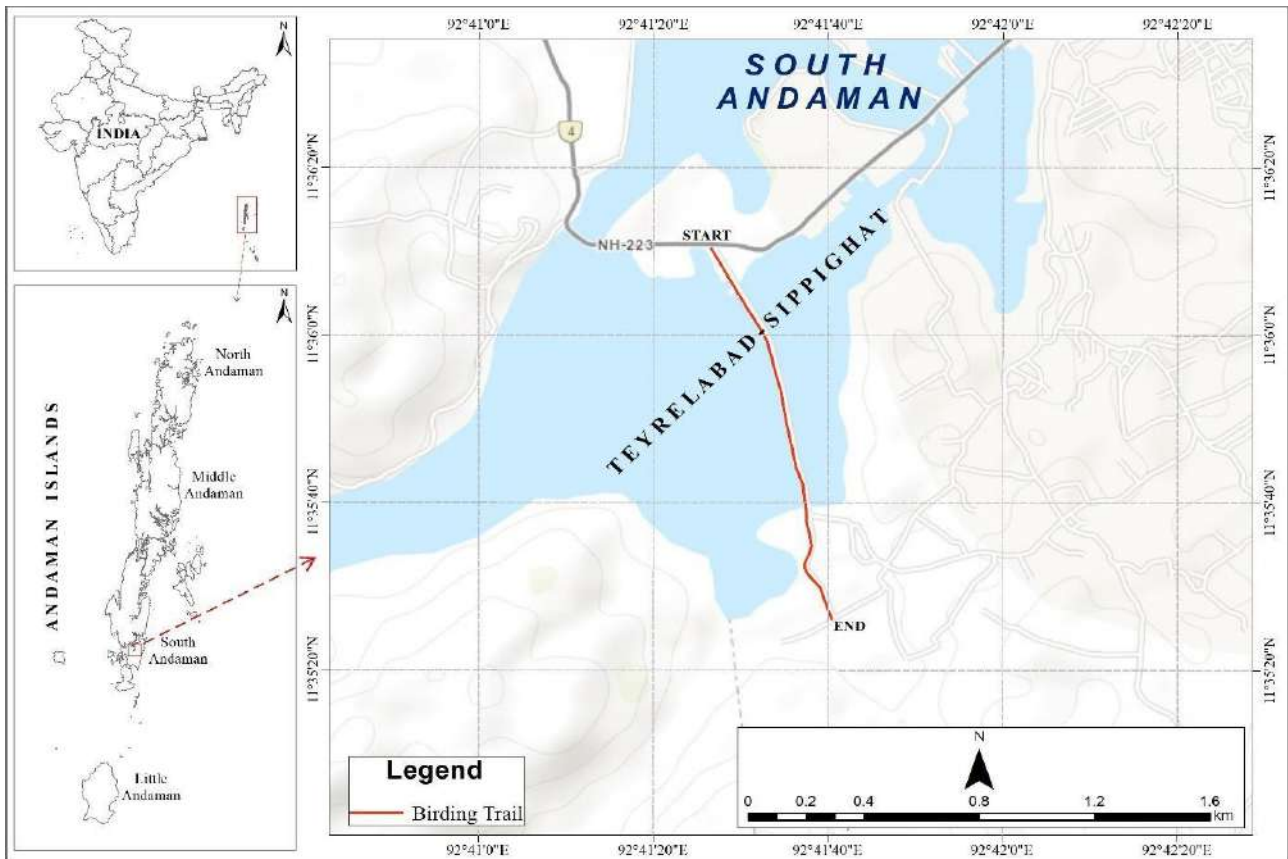 N
INDIA
N
ANDAMAN ISLANDS
North
Andaman
Middle
Andaman
South
Andaman
Little
Andaman
92°41'0"E
92°41'20"E
92°41'40"E
92°42'0"E
92°42'20"E
SOUTH
ANDAMAN
4
11°36'20"N
11°36'20"N
START
NH-223
TEYRELABAD-SIPPIGHAT
11°36'0"N
11°36'0"N
11°35'40"N
11°35'40"N
END
11°35'20"N
11°35'20"N
Legend
Birding Trail
N
0 0.2 0.4 0.8 1.2 1.6
km
92°41'0"E
92°41'20"E
92°41'40"E
92°42'0"E
92°42'20"E